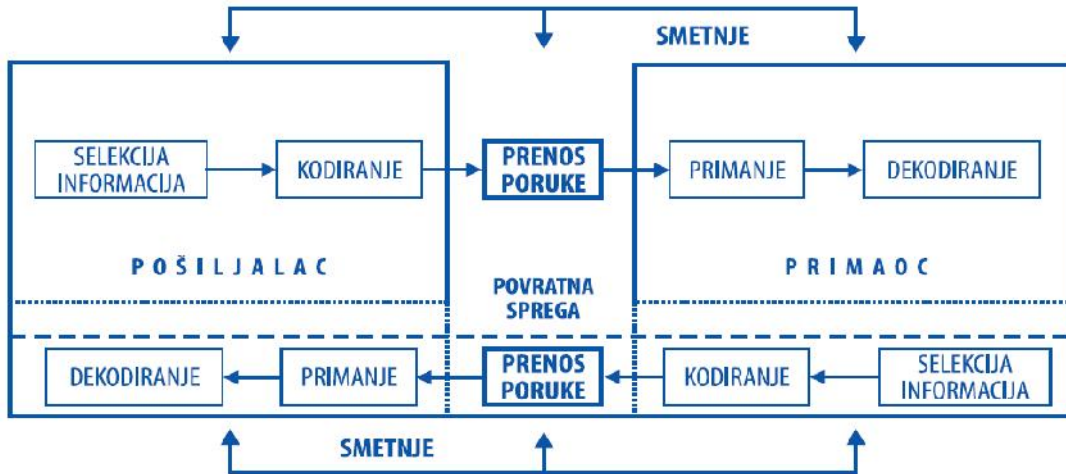 SMETNJE
SELEKCIJA
INFORMACIJA
KODIRANJE
PRENOS
PORUKE
PRIMANJE
DEKODIRANJE
POŠILJALAC
PRIMAOC
POVRATNA
SPREGA
DEKODIRANJE
PRIMANJE
PRENOS
PORUKE
KODIRANJE
SELEKCIJA
INFORMACIJA
SMETNJE